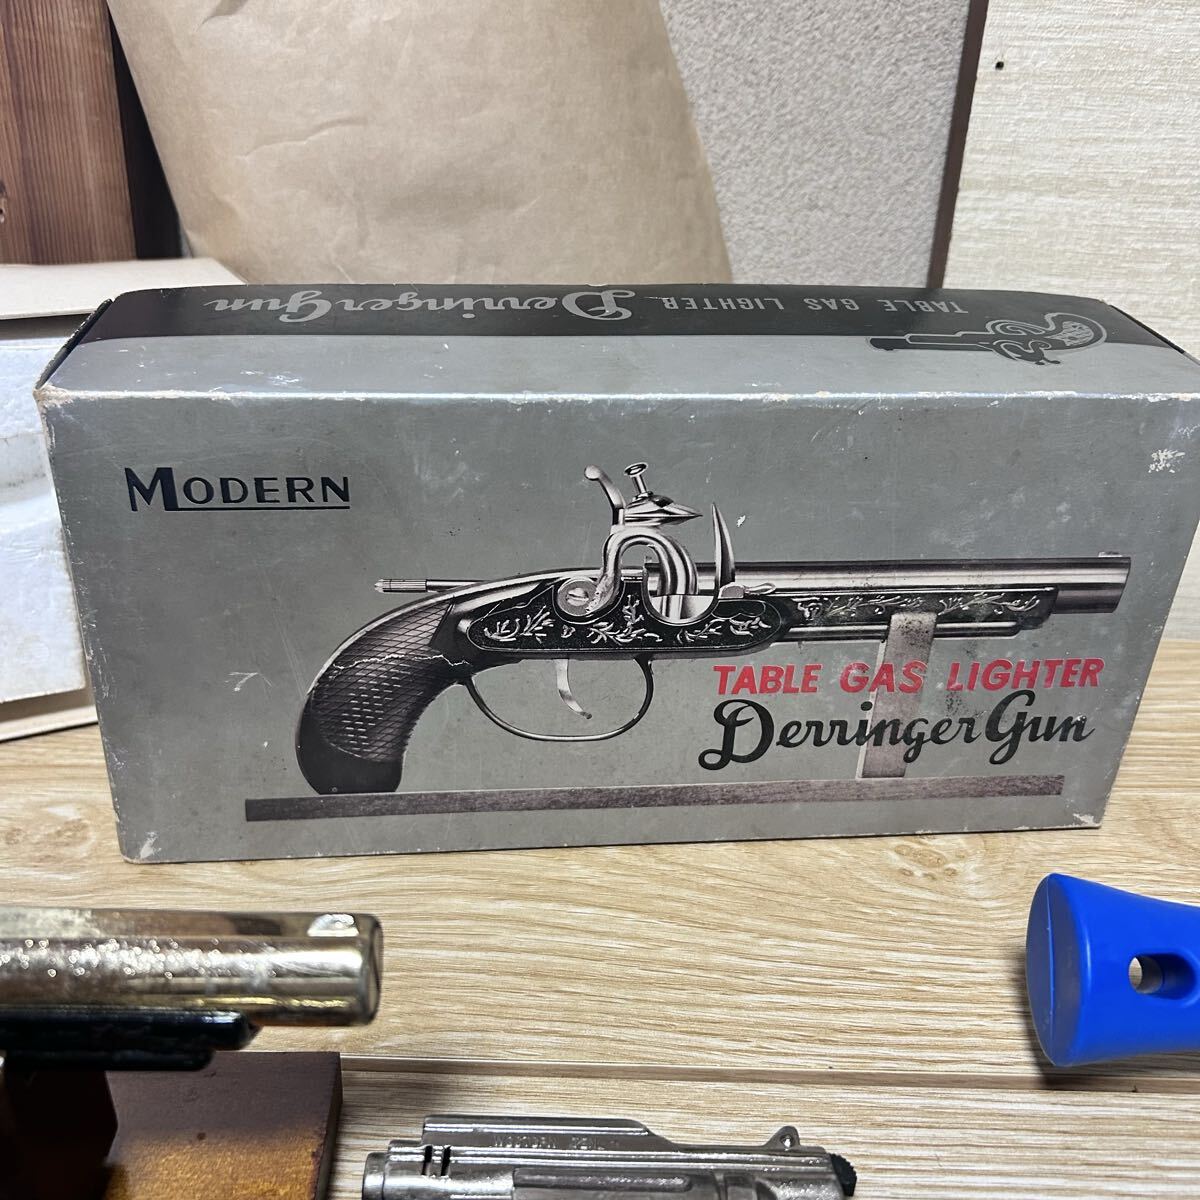 TABLE GAS LIGHTER Derringer Gun
MODERN
TABLE GAS LIGHTER
Derringer Gun